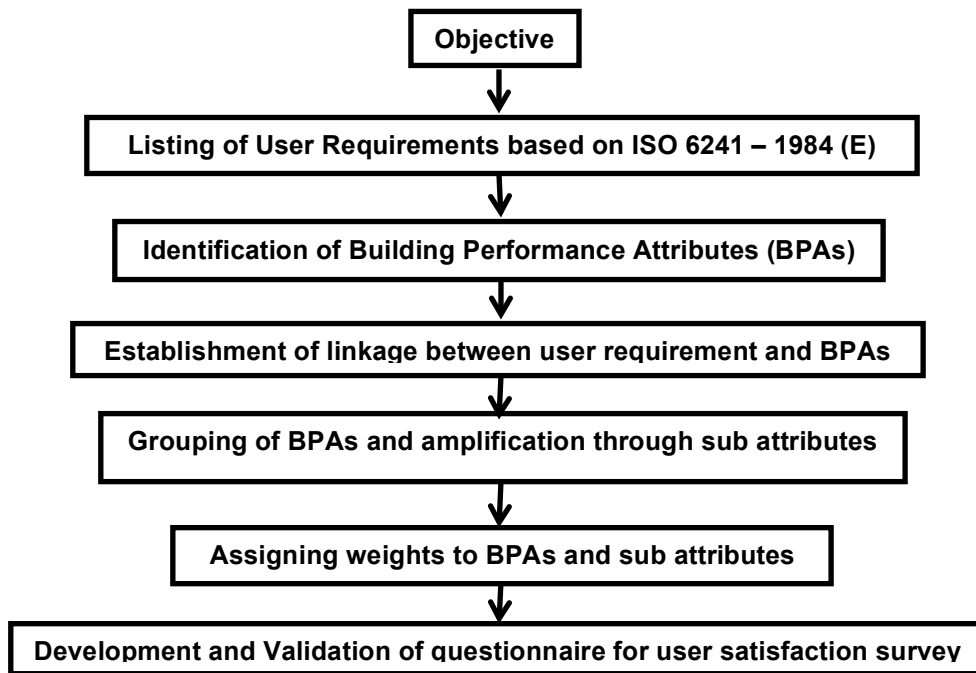 Objective
Listing of User Requirements based on ISO 6241 – 1984 (E)
Identification of Building Performance Attributes (BPAs)
Establishment of linkage between user requirement and BPAs
Grouping of BPAs and amplification through sub attributes
Assigning weights to BPAs and sub attributes
Development and Validation of questionnaire for user satisfaction survey